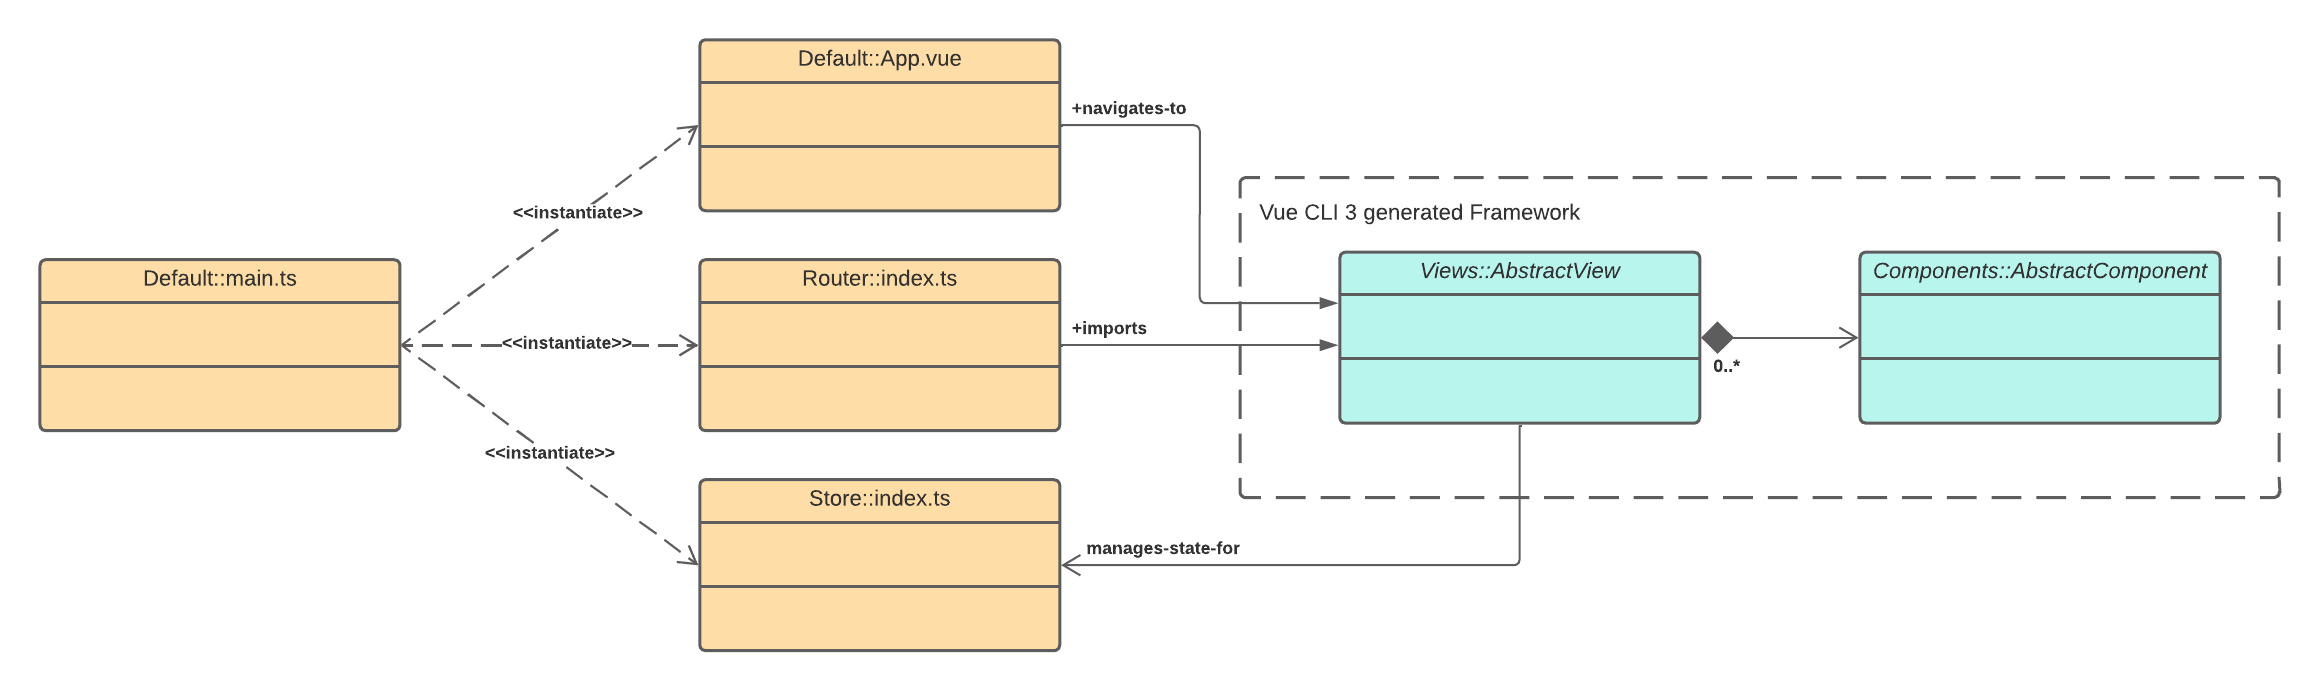 Default::App.vue
+navigates-to
<<instantiate>>
Vue CLI 3 generated Framework
Default::main.ts
Router::index.ts
Views::AbstractView
Components::AbstractComponent
<<instantiate>>
+imports
0..*
<<instantiate>>
Store::index.ts
manages-state-for